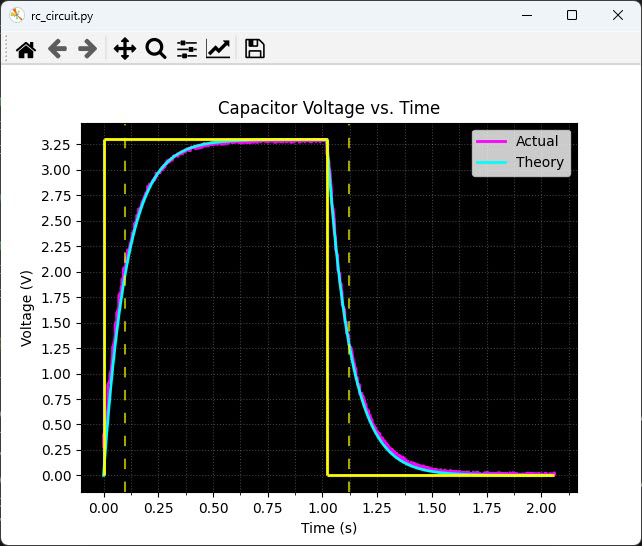 rc_circuit.py
Capacitor Voltage vs. Time
Actual
Theory
Voltage (V)
3.25
3.00
2.75
2.50
2.25
2.00
1.75
1.50
1.25
1.00
0.75
0.50
0.25
0.00
0.00 0.25 0.50 0.75 1.00 1.25 1.50 1.75 2.00
Time (s)